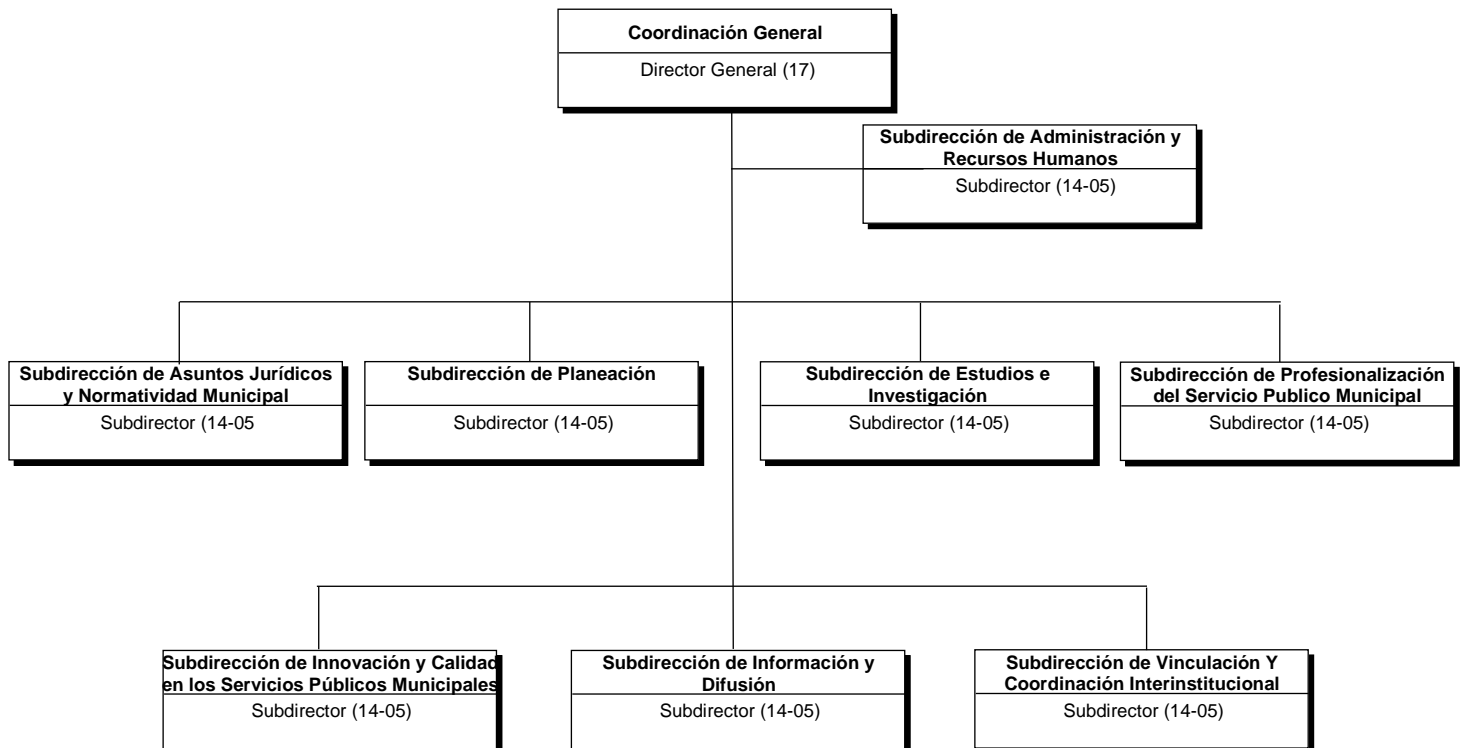 Coordinación General
Director General (17)
Subdirección de Administración y
Recursos Humanos
Subdirector (14-05)
Subdirección de Asuntos Jurídicos
y Normatividad Municipal
Subdirector (14-05
Subdirección de Planeación
Subdirector (14-05)
Subdirección de Estudios e
Investigación
Subdirector (14-05)
Subdirección de Profesionalización
del Servicio Publico Municipal
Subdirector (14-05)
Subdirección de Innovación y Calidad
en los Servicios Públicos Municipales
Subdirector (14-05)
Subdirección de Información y
Difusión
Subdirector (14-05)
Subdirección de Vinculación Y
Coordinación Interinstitucional
Subdirector (14-05)